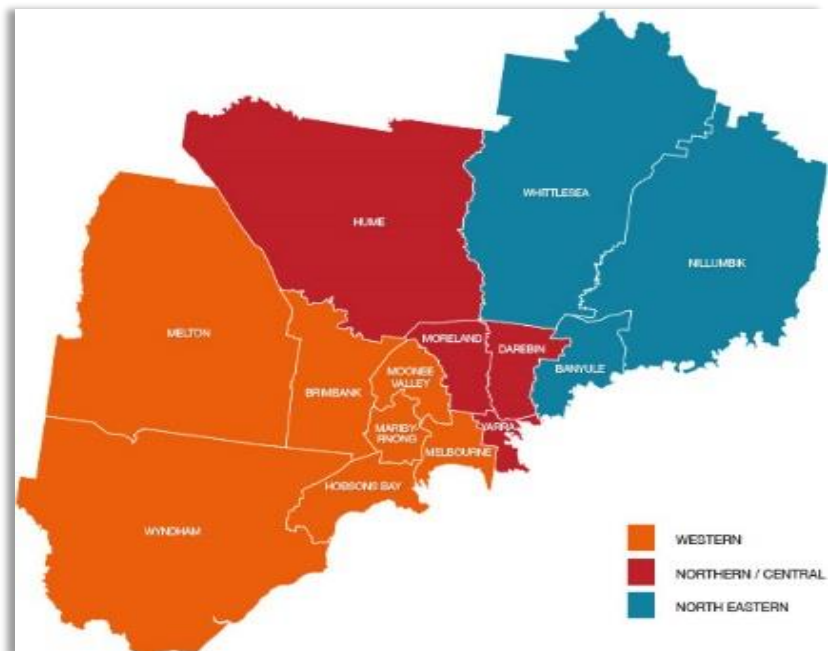 WHITTLESEA
HUME
NILLUMBIK
MELTON
MORELAND
DAREBIN
BANYULE
MOONEE
VALLEY
BRIMBANK
MARIBY-
RNONG
YARRA
MELBOURNE
HOBSONS BAY
WYNDHAM
WESTERN
NORTHERN / CENTRAL
NORTH EASTERN